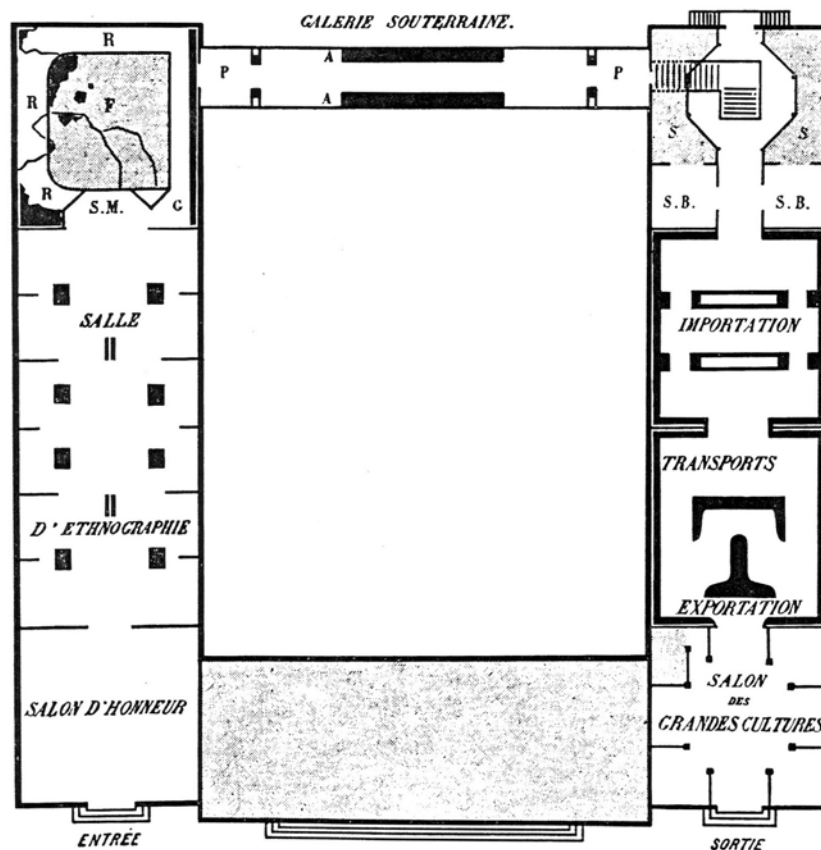 GALERIE SOUTERRAINE.
R
A
P
P
R
F
A
S
S
R
S.M.
G
S.B.
S.B.
SALLE
IMPORTATION
TRANSPORTS
D'ETHNOGRAPHIE
EXPORTATION
SALON D'HONNEUR
SALON
DES
GRANDES CULTURES
ENTRÉE
SORTIE